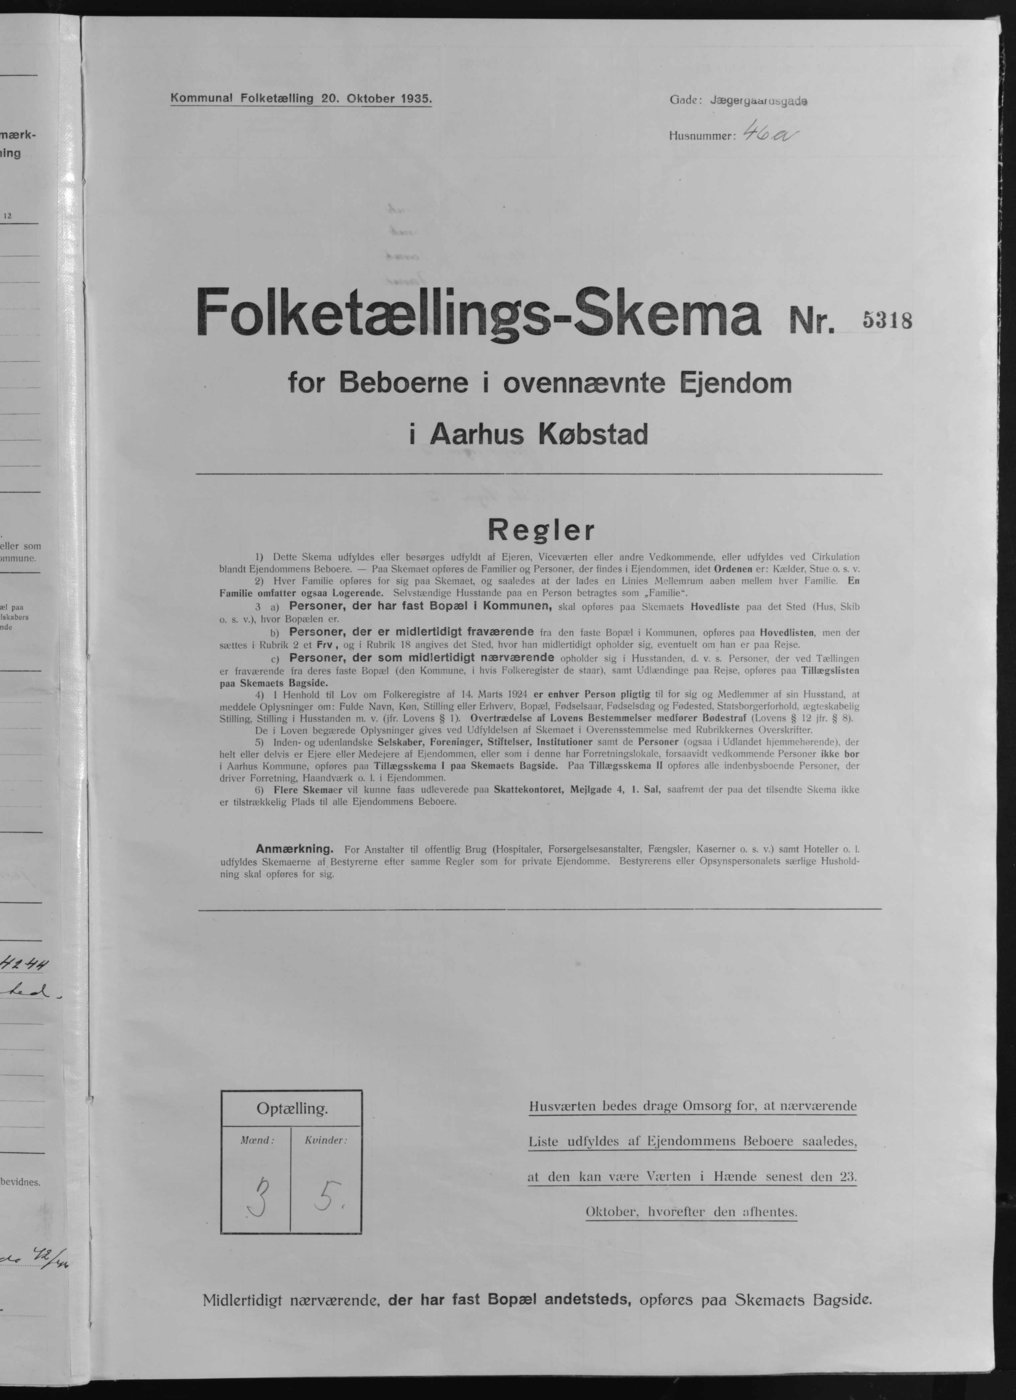 mærk-
ing
12
eller som
ommune.
æl paa
lskabers
nde
4244
bevidnes.
Kommunal Folketælling 20. Oktober 1935.
Gade: Jægergaardsgade
Husnummer: 46a
Folketællings-Skema Nr. 5318
for Beboerne i ovennævnte Ejendom
i Aarhus Købstad
Regler
1) Dette Skema udfyldes eller besørges udfyldt af Ejeren, Viceværten eller andre Vedkommende, eller udfyldes ved Cirkulation
blandt Ejendommens Beboere. — Paa Skemaet opføres de Familier og Personer, der findes i Ejendommen, idet Ordenen er: Kælder, Stue o. s. v.
2) Hver Familie opføres for sig paa Skemaet, og saaledes at der lades en Linies Mellemrum aaben mellem hver Familie. En
Familie omfatter ogsaa Logerende. Selvstændige Husstande paa en Person betragtes som „Familie“.
3 a) Personer, der har fast Bopæl i Kommunen, skal opføres paa Skemaets Hovedliste paa det Sted (Hus, Skib
o. s. v.), hvor Bopælen er.
b) Personer, der er midlertidigt fraværende fra den faste Bopæl i Kommunen, opføres paa Hovedlisten, men der
sættes i Rubrik 2 et Frv, og i Rubrik 18 angives det Sted, hvor han midlertidigt opholder sig, eventuelt om han er paa Rejse.
c) Personer, der som midlertidigt nærværende opholder sig i Husstanden, d. v. s. Personer, der ved Tællingen
er fraværende fra deres faste Bopæl (den Kommune, i hvis Folkeregister de staar), samt Udlændinge paa Rejse, opføres paa Tillægslisten
paa Skemaets Bagside.
4) I Henhold til Lov om Folkeregistre af 14. Marts 1924 er enhver Person pligtig til for sig og Medlemmer af sin Husstand, at
meddele Oplysninger om: Fulde Navn, Køn, Stilling eller Erhverv, Bopæl, Fødselsaar, Fødselsdag og Fødested, Statsborgerforhold, ægteskabelig
Stilling, Stilling i Husstanden m. v. (jfr. Lovens § 1). Overtrædelse af Lovens Bestemmelser medfører Bødestraf (Lovens § 12 jfr. § 8).
De i Loven begærede Oplysninger gives ved Udfyldelsen af Skemaet i Overensstemmelse med Rubrikkernes Overskrifter.
5) Inden- og udenlandske Selskaber, Foreninger, Stiftelser, Institutioner samt de Personer (ogsaa i Udlandet hjemmehørende), der
helt eller delvis er Ejere eller Medejere af Ejendommen, eller som i denne har Forretningslokale, forsaavidt vedkommende Personer ikke bor
i Aarhus Kommune, opføres paa Tillægsskema I paa Skemaets Bagside. Paa Tillægsskema II opføres alle indenbysboende Personer, der
driver Forretning, Haandværk o. l. i Ejendommen.
6) Flere Skemaer vil kunne faas udleverede paa Skattekontoret, Mejlgade 4, 1. Sal, saafremt der paa det tilsendte Skema ikke
er tilstrækkelig Plads til alle Ejendommens Beboere.
Anmærkning. For Anstalter til offentlig Brug (Hospitaler, Forsørgelsesanstalter, Fængsler, Kaserner o. s. v.) samt Hoteller o. l.
udfyldes Skemaerne af Bestyrerne efter samme Regler som for private Ejendomme. Bestyrerens eller Opsynspersonalets særlige Hushold-
ning skal opføres for sig.
Optælling.
Mænd: Kvinder:
3 5.
Husværten bedes drage Omsorg for, at nærværende
Liste udfyldes af Ejendommens Beboere saaledes,
at den kan være Værten i Hænde senest den 23.
Oktober, hvorefter den afhentes.
Midlertidigt nærværende, der har fast Bopæl andetsteds, opføres paa Skemaets Bagside.